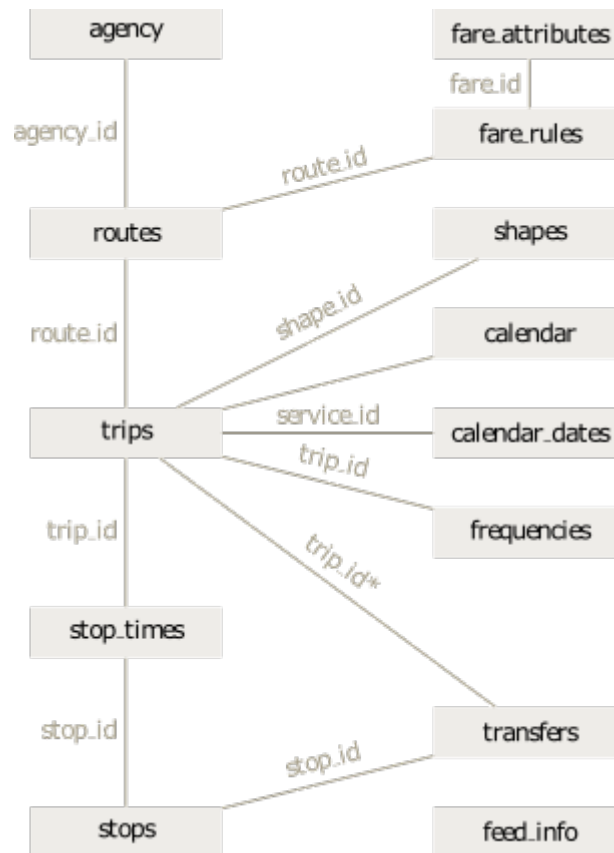 agency
fare_attributes
fare_id
agency_id
fare_rules
route_id
routes
shapes
shape_id
route_id
calendar
trips
service_id
calendar_dates
trip_id
trip_id
frequencies
trip_id*
stop_times
stop_id
transfers
stop_id
stops
feed_info